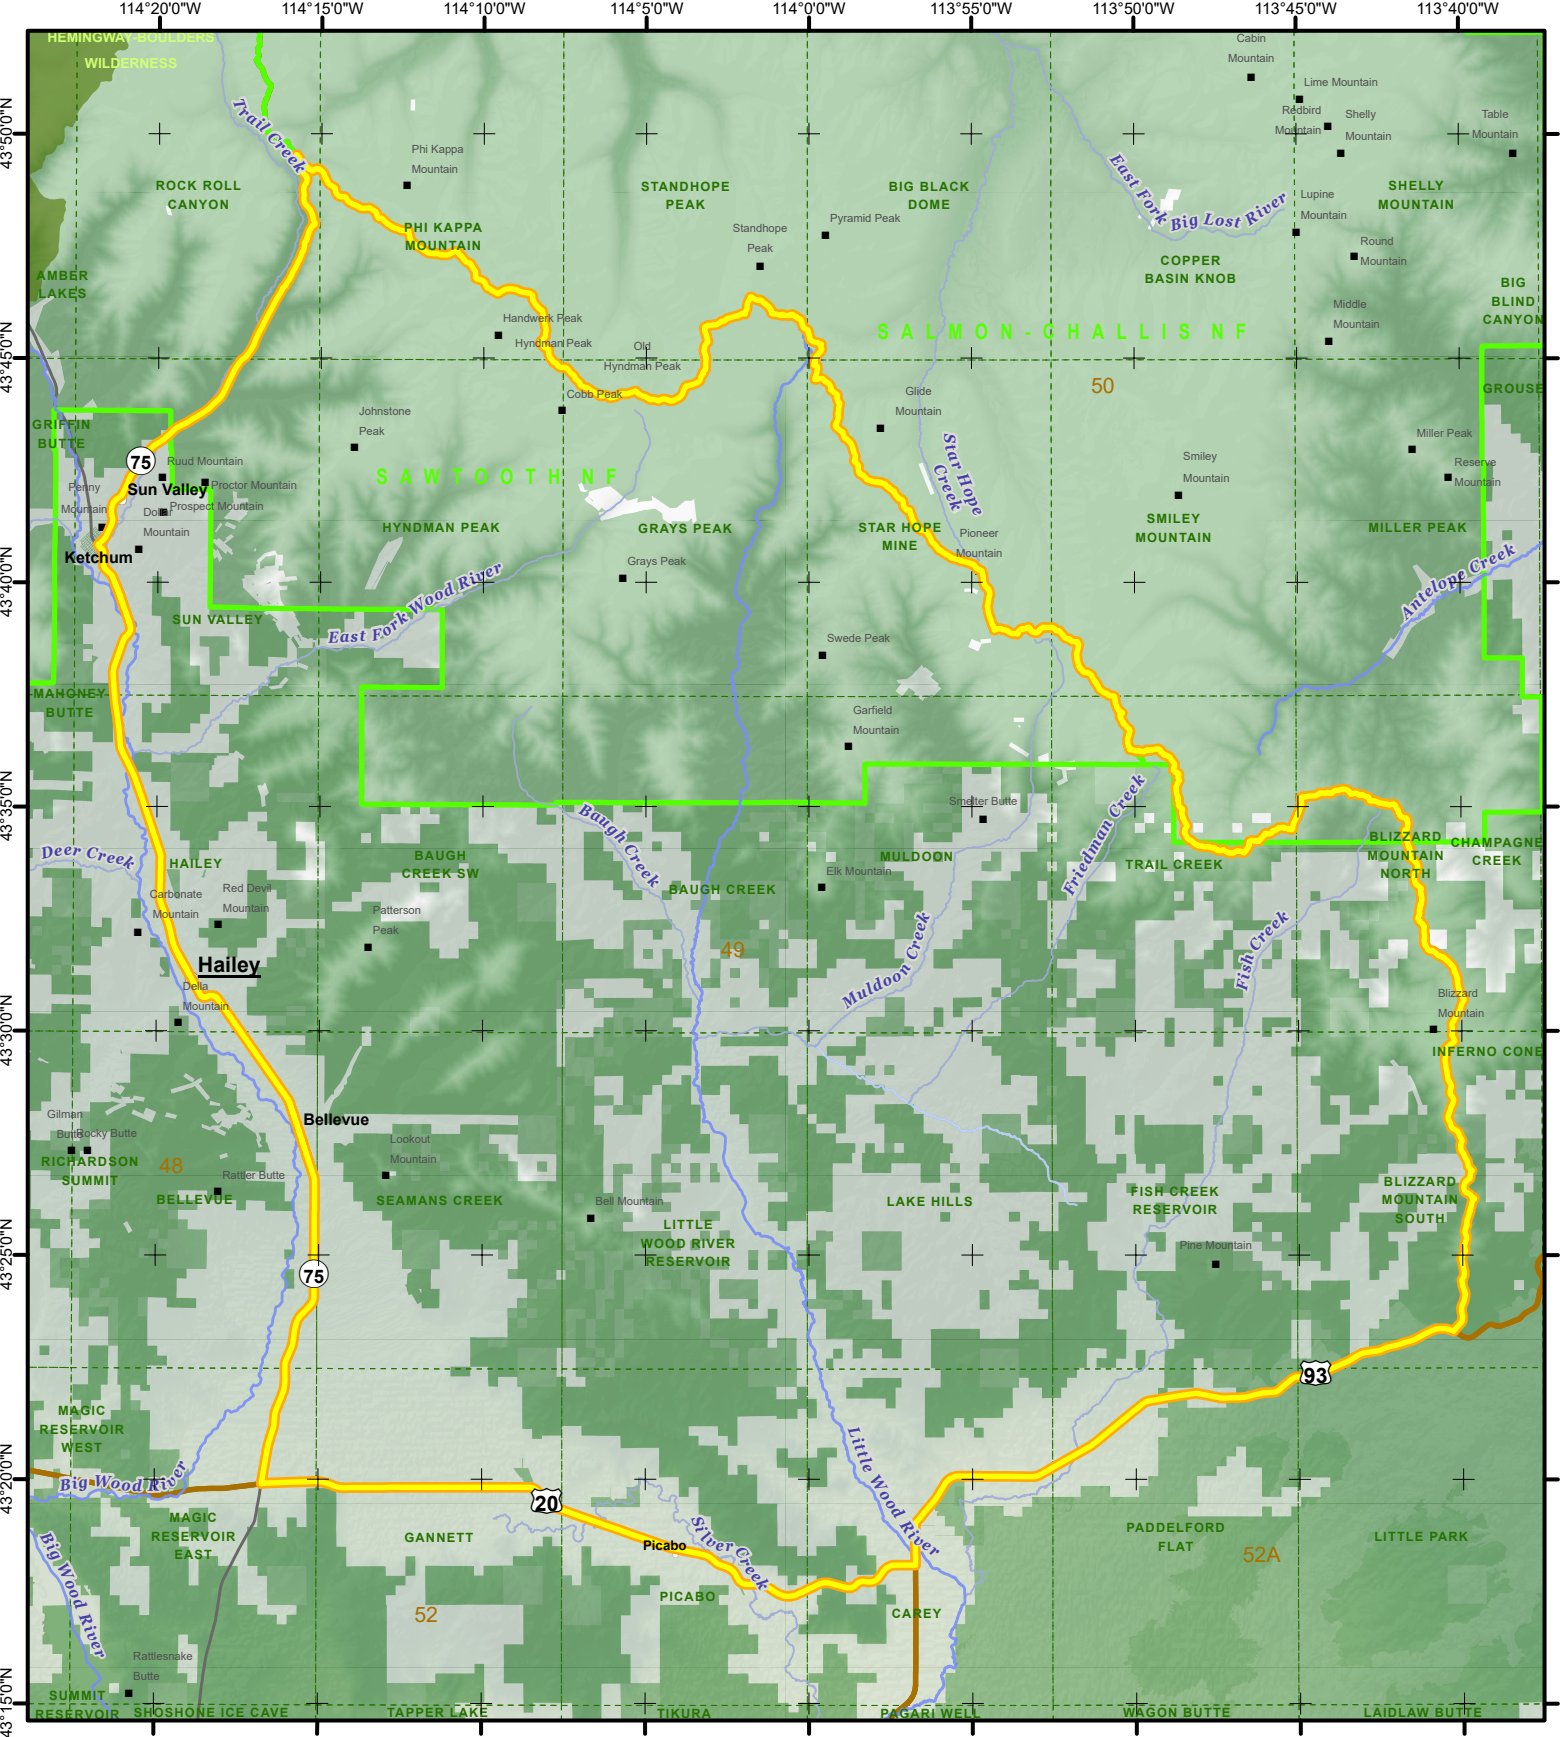 114°20'0"W
114°15'0"W
114°10'0"W
114°5'0"W
114°0'0"W
113°55'0"W
113°50'0"W
113°45'0"W
113°40'0"W
HEMINGWAY-BOULDERS
WILDERNESS
Cabin
Mountain
Lime Mountain
Redbird
Mountain
Shelly
Mountain
Table
Mountain
43°50'0"N
Trail Creek
Phi Kappa
Mountain
ROCK ROLL
CANYON
STANDHOPE
PEAK
BIG BLACK
DOME
East Fork Big Lost River
SHELLY
MOUNTAIN
Lupine
Mountain
PHI KAPPA
MOUNTAIN
Standhope
Peak
Pyramid Peak
Round
Mountain
AMBER
LAKES
COPPER
BASIN KNOB
BIG
BLIND
CANYON
Middle
Mountain
Handwerk Peak
Hyndman Peak
Old
Hyndman Peak
SALMON-CHALLIS NF
43°45'0"N
50
GROUSE
Cobb Peak
Glide
Mountain
Johnstone
Peak
GRIFFIN
BUTTE
75
Ruud Mountain
Miller Peak
Reserve
Mountain
Star Hope
Creek
Smiley
Mountain
SAWTOOTH NF
Penny
Mountain
Sun Valley
Proctor Mountain
Prospect Mountain
Dollar
Mountain
HYNDMAN PEAK
GRAYS PEAK
STAR HOPE
MINE
Pioneer
Mountain
SMILEY
MOUNTAIN
MILLER PEAK
Ketchum
Grays Peak
43°40'0"N
Antelope Creek
East Fork Wood River
SUN VALLEY
Swede Peak
MAHONEY
BUTTE
Garfield
Mountain
43°35'0"N
Smelter Butte
Baugh Creek
Friedman Creek
Deer Creek
HAILEY
BAUGH
CREEK SW
BAUGH CREEK
MULDOON
TRAIL CREEK
BLIZZARD
MOUNTAIN
NORTH
CHAMPAGNE
CREEK
Elk Mountain
Carbonate
Mountain
Red Devil
Mountain
Patterson
Peak
49
Muldoon Creek
Fish Creek
Hailey
Della
Mountain
Blizzard
Mountain
43°30'0"N
INFERNO CONE
Gilman
Butte
Rocky Butte
Bellevue
Lookout
Mountain
RICHARDSON
SUMMIT
48
Rattler Butte
BELLEVUE
SEAMANS CREEK
Bell Mountain
LITTLE
WOOD RIVER
RESERVOIR
LAKE HILLS
FISH CREEK
RESERVOIR
BLIZZARD
MOUNTAIN
SOUTH
43°25'0"N
Pine Mountain
75
93
MAGIC
RESERVOIR
WEST
Little Wood River
43°20'0"N
Big Wood River
20
MAGIC
RESERVOIR
EAST
GANNETT
Picabo
Silver Creek
PADDELFORD
FLAT
52A
LITTLE PARK
Big Wood River
PICABO
52
CAREY
Rattlesnake
Butte
43°15'0"N
SUMMIT
RESERVOIR
SHOSHONE ICE CAVE
TAPPER LAKE
TIKURA
PAGARI WELL
WAGON BUTTE
LAIDLAW BUTTE